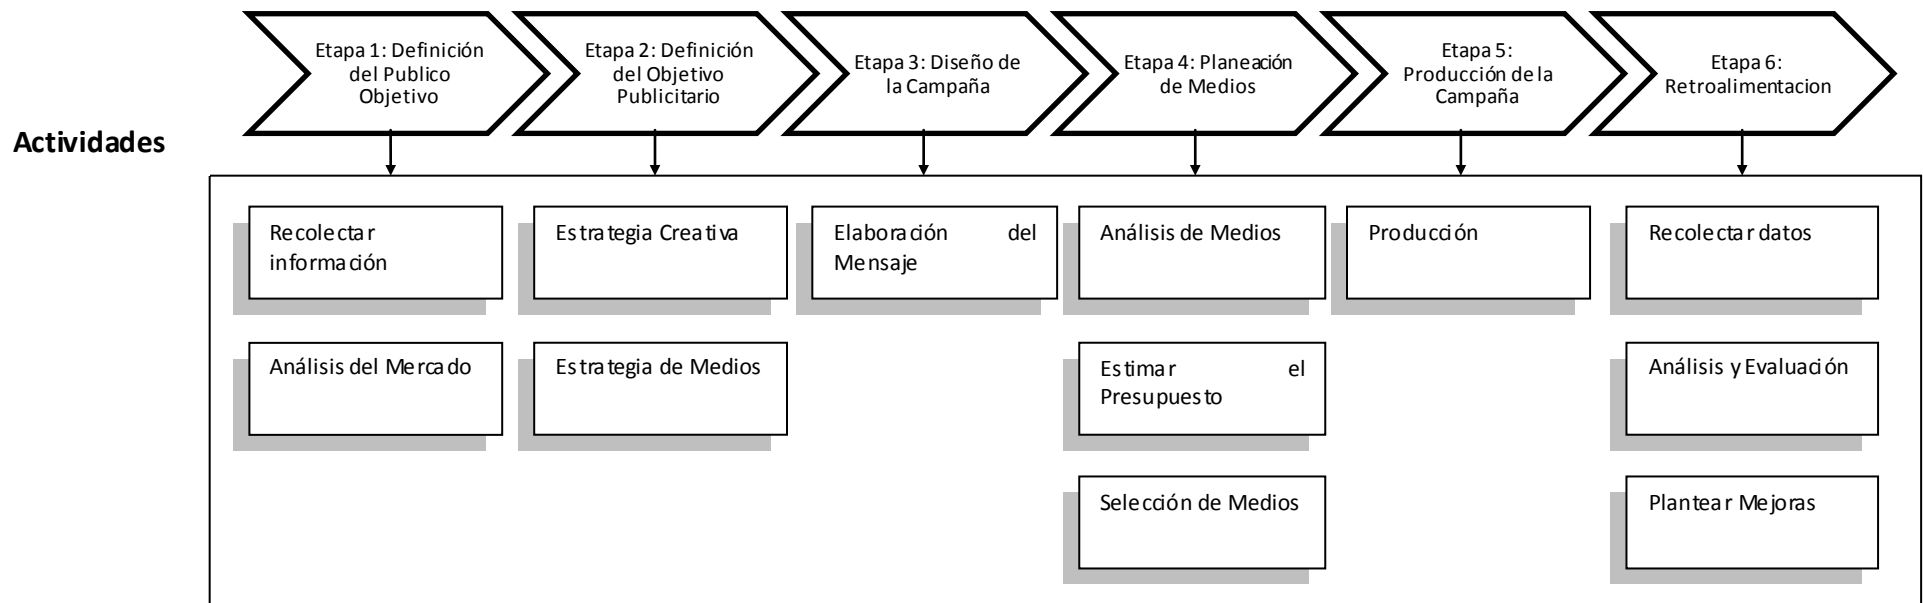 Etapa 1: Definición
del Publico
Objetivo
Etapa 2: Definición
del Objetivo
Publicitario
Etapa 3: Diseño de
la Campaña
Etapa 4: Planeación
de Medios
Etapa 5:
Producción de la
Campaña
Etapa 6:
Retroalimentacion
Actividades
Recolectar
información
Estrategia Creativa
Elaboración del
Mensaje
Análisis de Medios
Producción
Recolectar datos
Análisis del Mercado
Estrategia de Medios
Estimar el
Presupuesto
Análisis y Evaluación
Selección de Medios
Plantear Mejoras